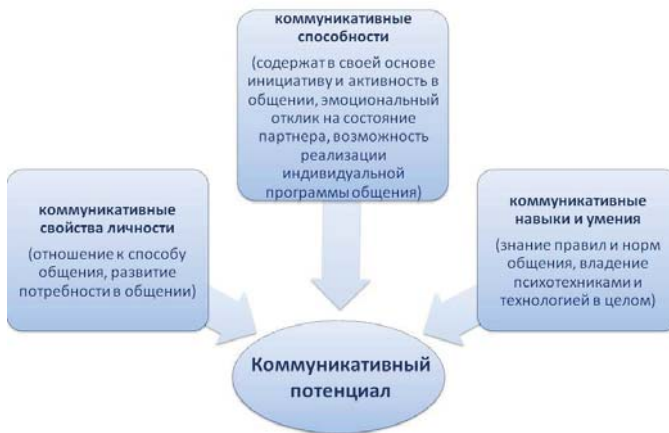 коммуникативные
способности
(содержат в своей основе
инициативу и активность в
общении, эмоциональный
отклик на состояние
партнера, возможность
реализации
индивидуальной
программы общения)
коммуникативные
свойства личности
(отношение к способу
общения, развитие
потребности в общении)
коммуникативные
навыки и умения
(знание правил и норм
общения, владение
психотехниками и
технологией в целом)
Коммуникативный
потенциал